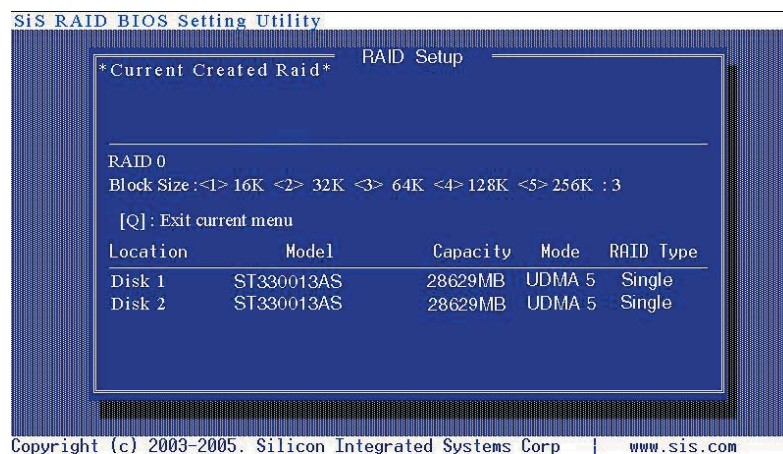 SiS RAID BIOS Setting Utility
RAID Setup
*Current Created Raid*
RAID 0
Block Size :<1> 16K <2> 32K <3> 64K <4> 128K <5> 256K : 3
[Q] : Exit current menu
Location Model Capacity Mode RAID Type
Disk 1 ST330013AS 28629MB UDMA 5 Single
Disk 2 ST330013AS 28629MB UDMA 5 Single
Copyright (c) 2003-2005. Silicon Integrated Systems Corp | www.sis.com